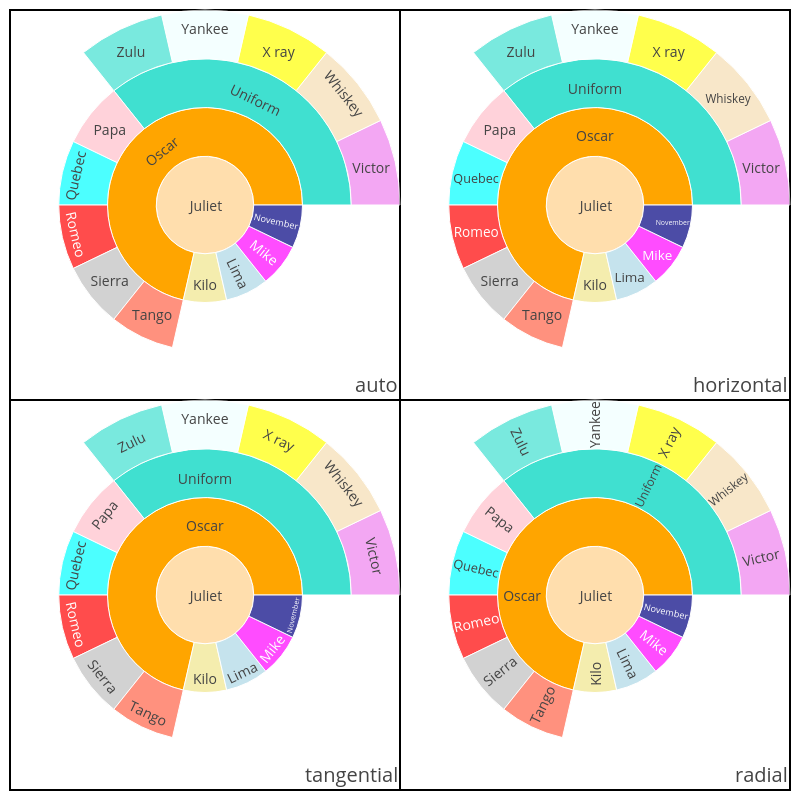 Yankee
Zulu
X ray
Whiskey
Uniform
Papa
Oscar
Victor
Quebec
Juliet
November
Romeo
Mike
Lima
Sierra
Kilo
Tango
auto
Yankee
Zulu
X ray
Uniform
Whiskey
Papa
Oscar
Victor
Quebec
Juliet
November
Romeo
Mike
Lima
Sierra
Kilo
Tango
horizontal
Yankee
Zulu
X ray
Uniform
Whiskey
Papa
Oscar
Victor
Quebec
Juliet
November
Romeo
Mike
Lima
Sierra
Kilo
Tango
tangential
Yankee
Zulu
X ray
Uniform
Whiskey
Papa
Victor
Quebec
Oscar
Juliet
November
Romeo
Mike
Lima
Sierra
Kilo
Tango
radial